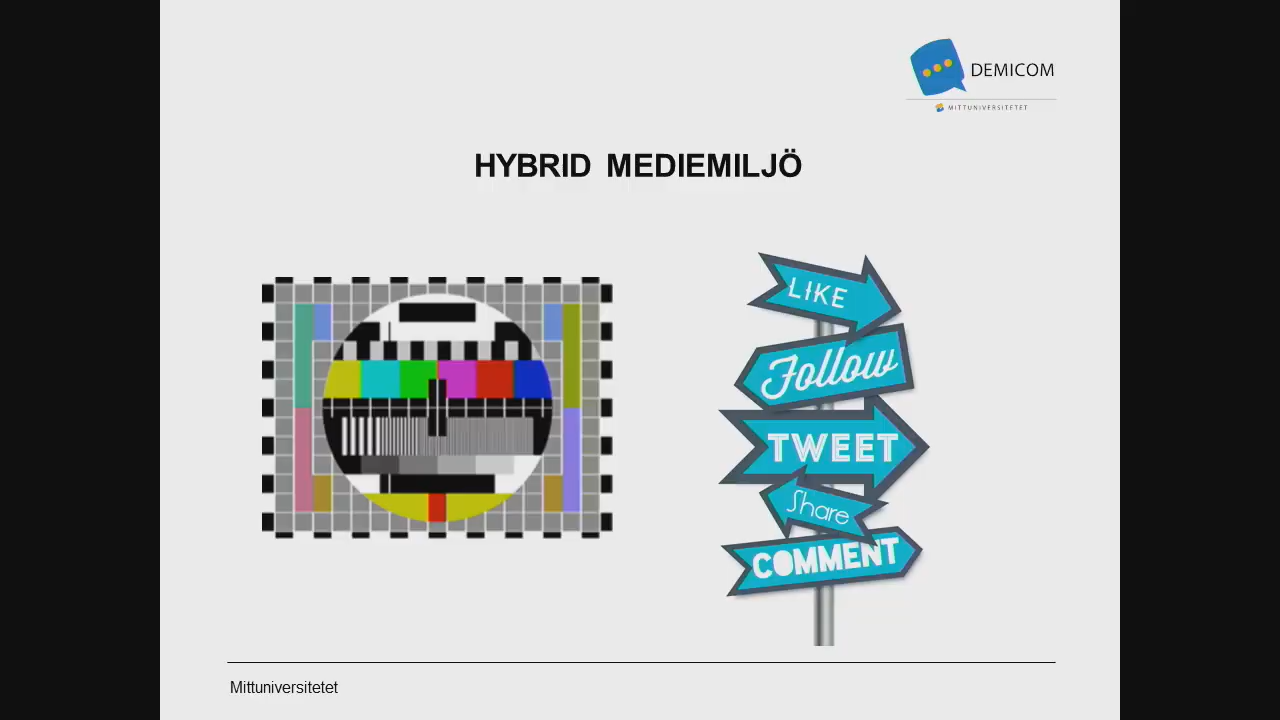 DEMICOM
MITTUNIVERSITETET
HYBRID MEDIEMILJÖ
LIKE
Follow
TWEET
Share
COMMENT
Mittuniversitetet